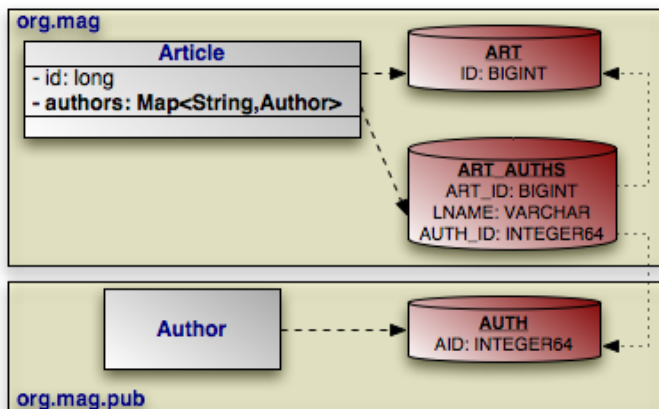 org.mag
Article
- id: long
- authors: Map<String,Author>
ART
ID: BIGINT
ART_AUTHS
ART_ID: BIGINT
LNAME: VARCHAR
AUTH_ID: INTEGER64
Author
AUTH
AID: INTEGER64
org.mag.pub